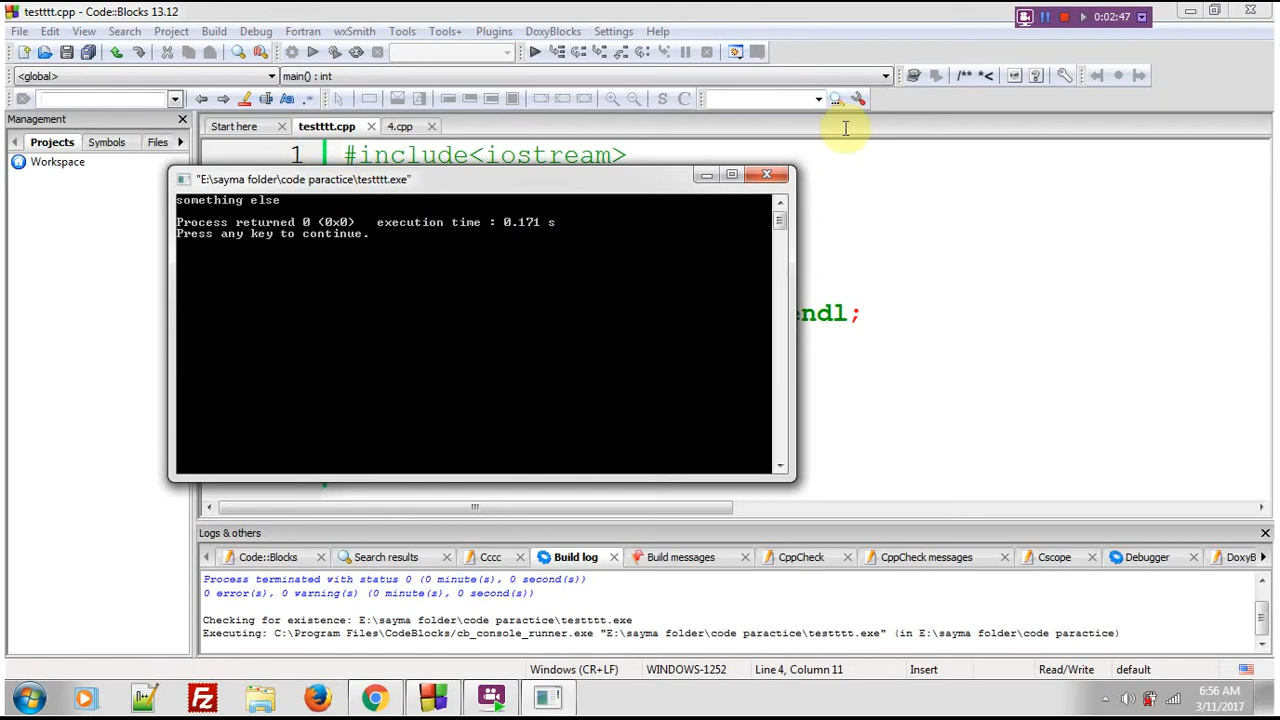 testttt.cpp - Code::Blocks 13.12
0:02:47
File Edit View Search Project Build Debug Fortran wxSmith Tools Tools+ Plugins DoxyBlocks Settings Help
<global> main() : int /** *<
S C
Management
Start here testttt.cpp 4.cpp
Projects Symbols Files
Workspace
1 #include<iostream>
"E:\sayma folder\code paractice\testttt.exe"
something else
Process returned 0 (0x0) execution time : 0.171 s
Press any key to continue.
endl;
Logs & others
Code::Blocks Search results Cccc Build log Build messages CppCheck CppCheck messages Cscope Debugger DoxyB
Process terminated with status 0 (0 minute(s), 0 second(s))
0 error(s), 0 warning(s) (0 minute(s), 0 second(s))
Checking for existence: E:\sayma folder\code paractice\testttt.exe
Executing: C:\Program Files\CodeBlocks/cb_console_runner.exe "E:\sayma folder\code paractice\testttt.exe" (in E:\sayma folder\code paractice)
Windows (CR+LF) WINDOWS-1252 Line 4, Column 11 Insert Read/Write default
6:56 AM
3/11/2017